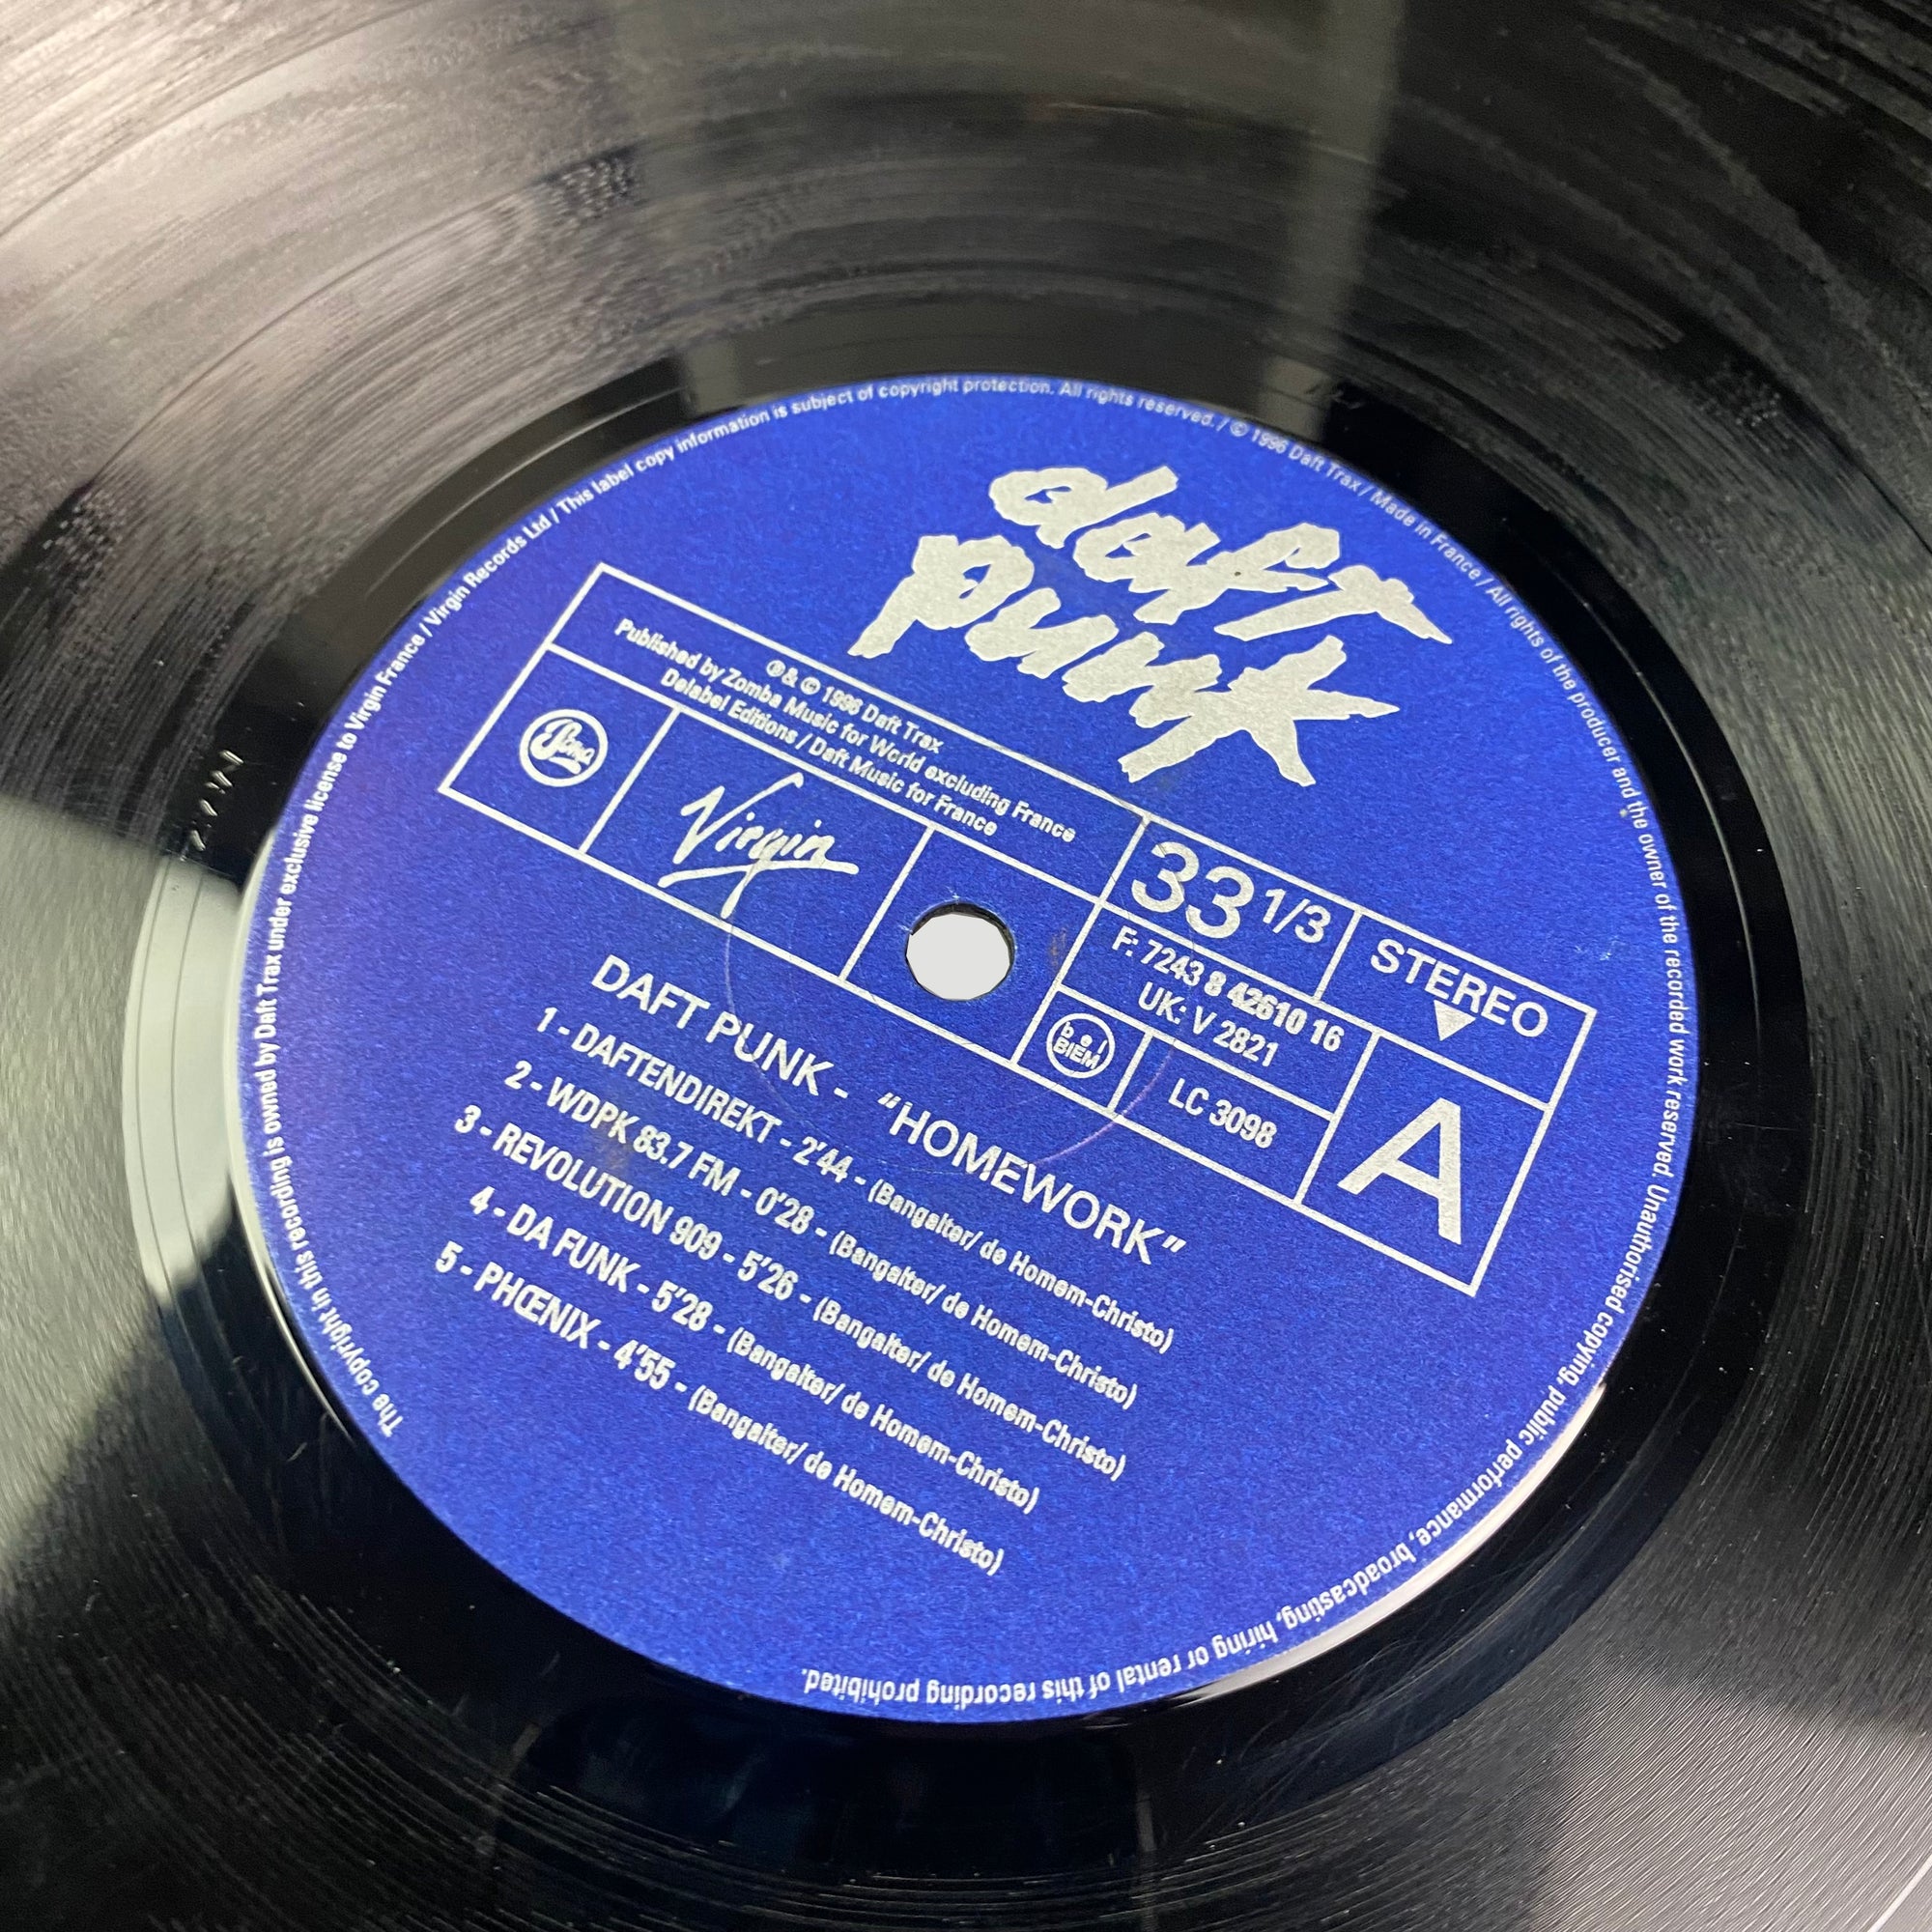 The copyright in this recording is owned by Daft Trax under exclusive license to Virgin France / Virgin Records Ltd / This label copy information is subject of copyright protection. All rights reserved. / © 1996 Daft Trax / Made in France / All rights of the producer and the owner of the recorded work reserved. Unauthorised copying, public performance, broadcasting, hiring or rental of this recording prohibited.
daft
punk
℗ & © 1996 Daft Trax
Published by Zomba Music for World excluding France
Delabel Editions / Daft Music for France
Virgin
33 1/3
STEREO
F: 7243 8 42610 16
UK: V 2821
BIEM
LC 3098
A
DAFT PUNK - “HOMEWORK”
1 - DAFTENDIREKT - 2'44 - (Bangalter/ de Homem-Christo)
2 - WDPK 83.7 FM - 0'28 - (Bangalter/ de Homem-Christo)
3 - REVOLUTION 909 - 5'26 - (Bangalter/ de Homem-Christo)
4 - DA FUNK - 5'28 - (Bangalter/ de Homem-Christo)
5 - PHŒNIX - 4'55 - (Bangalter/ de Homem-Christo)